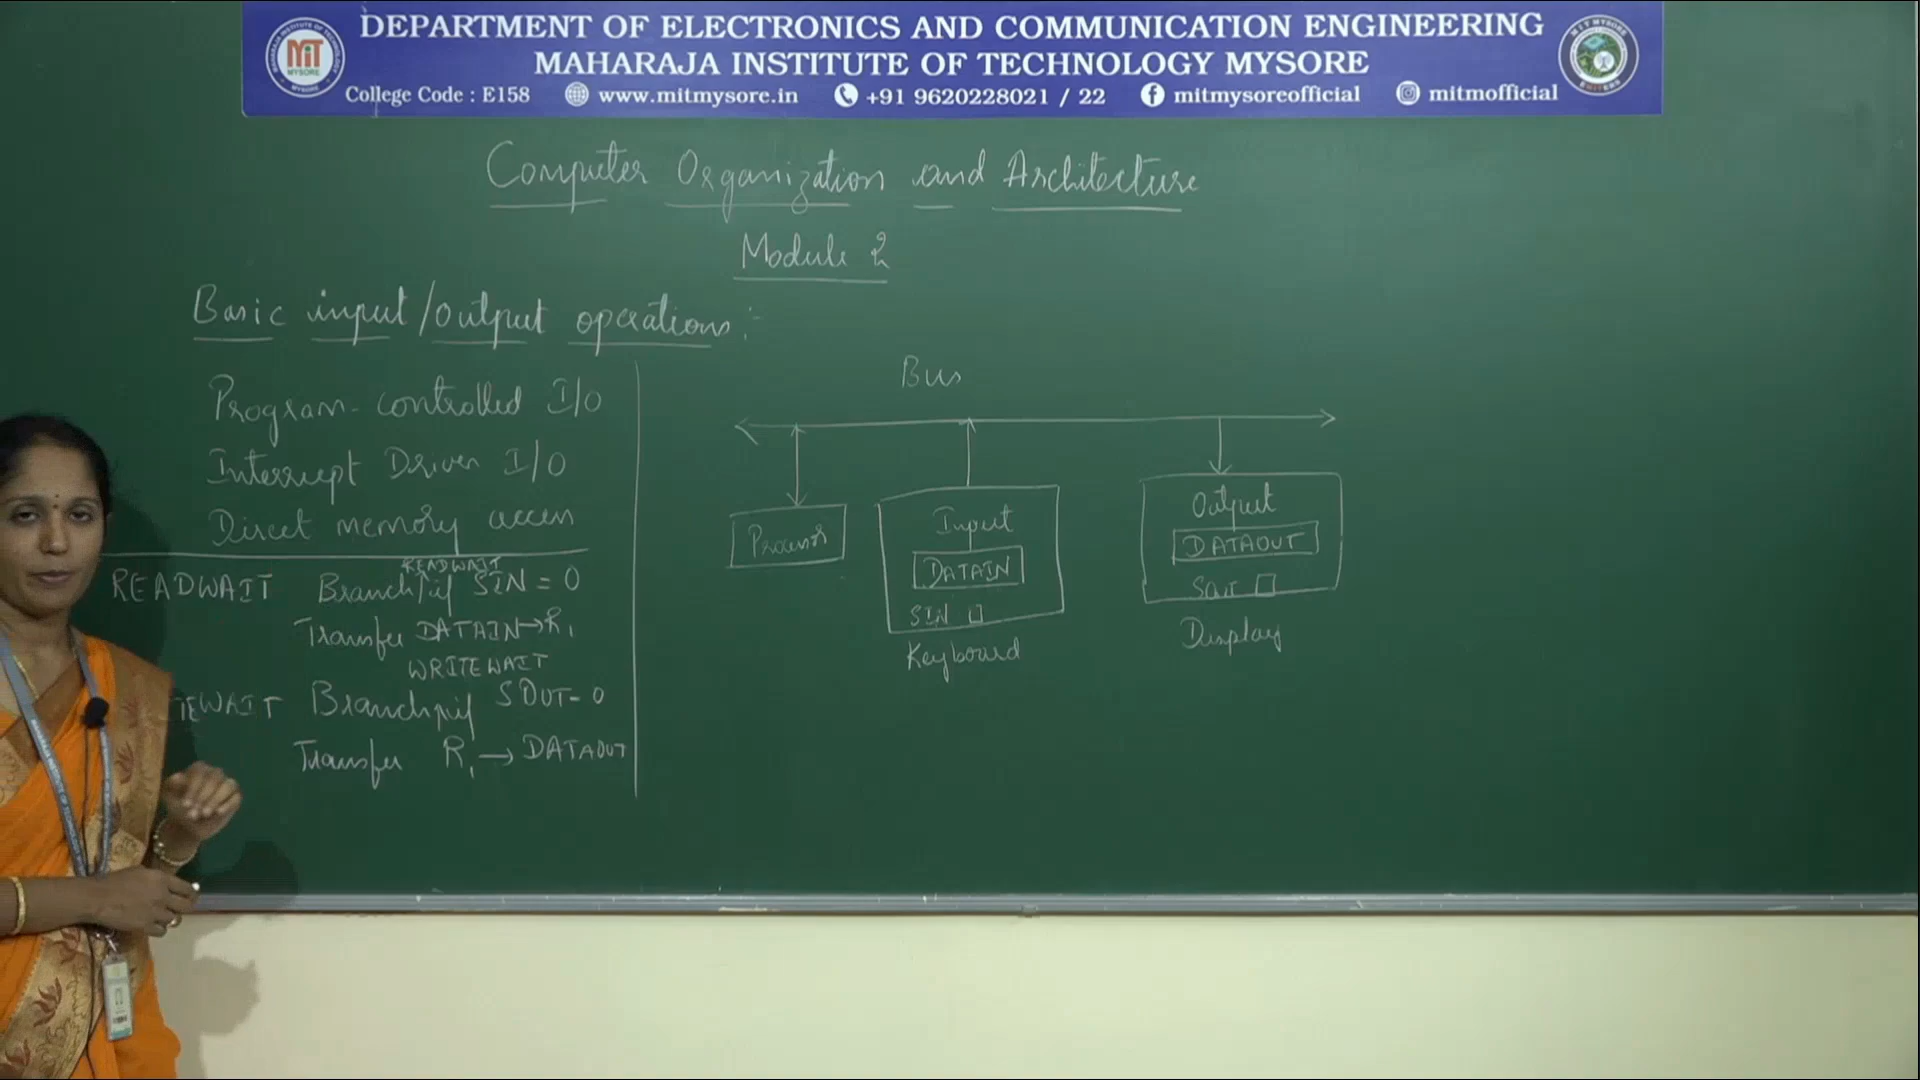 DEPARTMENT OF ELECTRONICS AND COMMUNICATION ENGINEERING
MAHARAJA INSTITUTE OF TECHNOLOGY MYSORE
College Code : E158 www.mitmysore.in +91 9620228021 / 22 mitmysoreofficial mitmofficial
MIT
MYSORE
Computer Organization and Architecture
Module 2
Basic input/output operations:-
Program-controlled I/O
Interrupt Driven I/O
Direct memory access
READWAIT
READWAIT Branch if SIN = 0
Transfer DATAIN→R1
WRITEWAIT
TEWAIT Branch if SOUT=0
Transfer R1→DATAOUT
Bus
Processor
Input
DATAIN
SIN
Keyboard
Output
DATAOUT
SOUT
Display